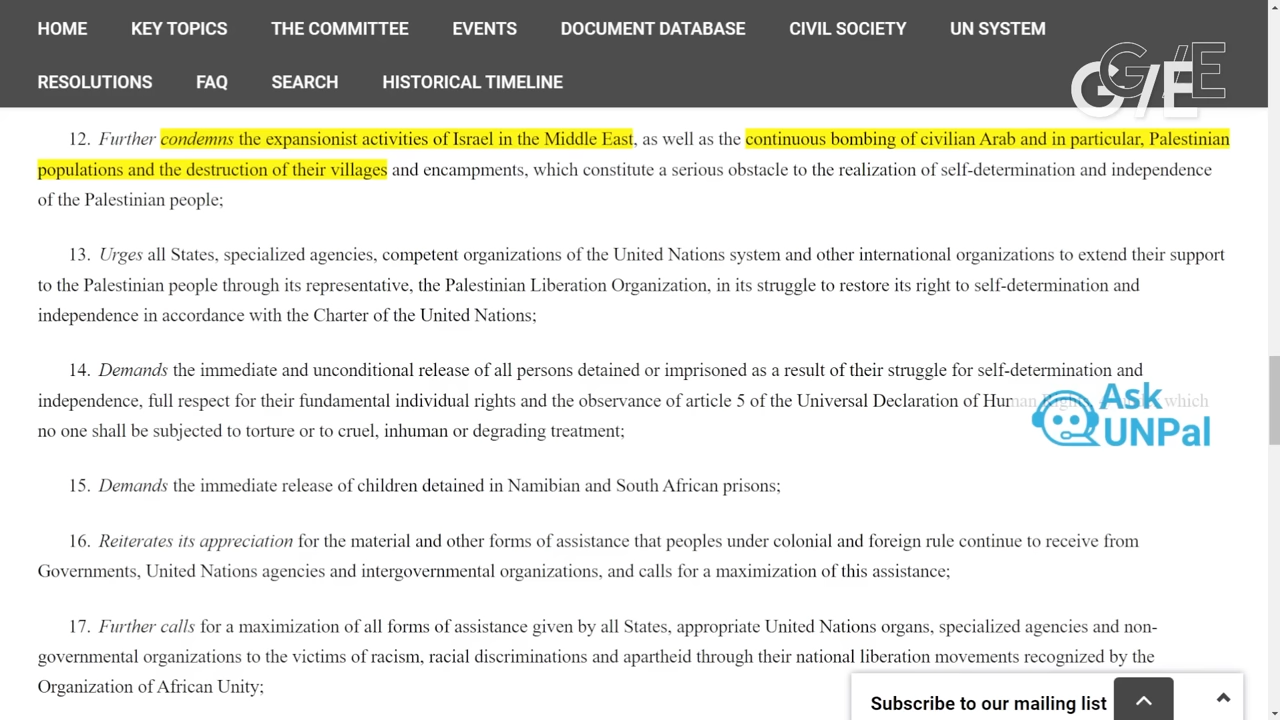 HOME KEY TOPICS THE COMMITTEE EVENTS DOCUMENT DATABASE CIVIL SOCIETY UN SYSTEM
RESOLUTIONS FAQ SEARCH HISTORICAL TIMELINE
G/E
G/E
12. Further condemns the expansionist activities of Israel in the Middle East, as well as the continuous bombing of civilian Arab and in particular, Palestinian
populations and the destruction of their villages and encampments, which constitute a serious obstacle to the realization of self-determination and independence
of the Palestinian people;
13. Urges all States, specialized agencies, competent organizations of the United Nations system and other international organizations to extend their support
to the Palestinian people through its representative, the Palestinian Liberation Organization, in its struggle to restore its right to self-determination and
independence in accordance with the Charter of the United Nations;
14. Demands the immediate and unconditional release of all persons detained or imprisoned as a result of their struggle for self-determination and
independence, full respect for their fundamental individual rights and the observance of article 5 of the Universal Declaration of Human Rights, which
no one shall be subjected to torture or to cruel, inhuman or degrading treatment;
Ask
UNPal
15. Demands the immediate release of children detained in Namibian and South African prisons;
16. Reiterates its appreciation for the material and other forms of assistance that peoples under colonial and foreign rule continue to receive from
Governments, United Nations agencies and intergovernmental organizations, and calls for a maximization of this assistance;
17. Further calls for a maximization of all forms of assistance given by all States, appropriate United Nations organs, specialized agencies and non-
governmental organizations to the victims of racism, racial discriminations and apartheid through their national liberation movements recognized by the
Organization of African Unity;
Subscribe to our mailing list